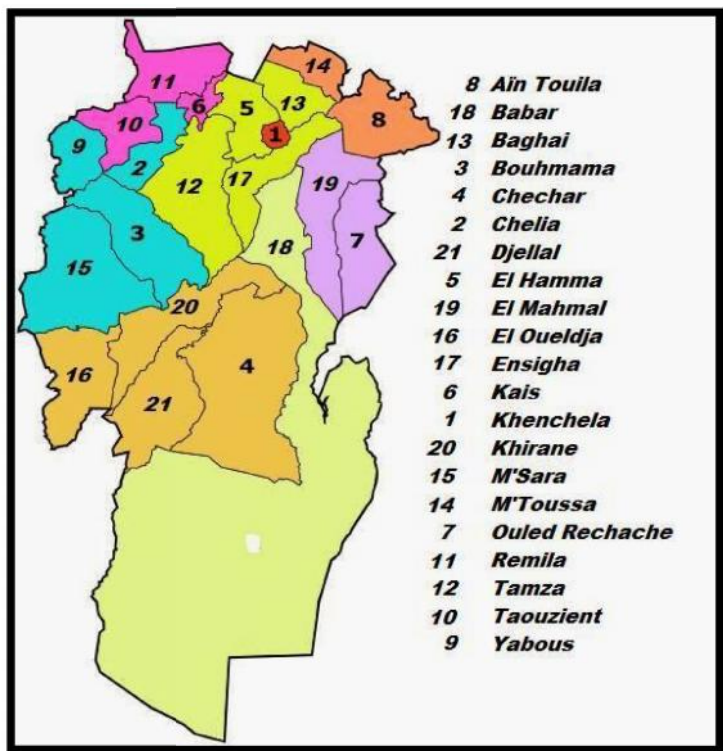 11
14
6
5
13
10
1
8
9
2
12
17
19
18
7
3
15
20
4
16
21
8 Aïn Touila
18 Babar
13 Baghai
3 Bouhmama
4 Chechar
2 Chelia
21 Djellal
5 El Hamma
19 El Mahmal
16 El Oueldja
17 Ensigha
6 Kais
1 Khenchela
20 Khirane
15 M'Sara
14 M'Toussa
7 Ouled Rechache
11 Remila
12 Tamza
10 Taouzient
9 Yabous